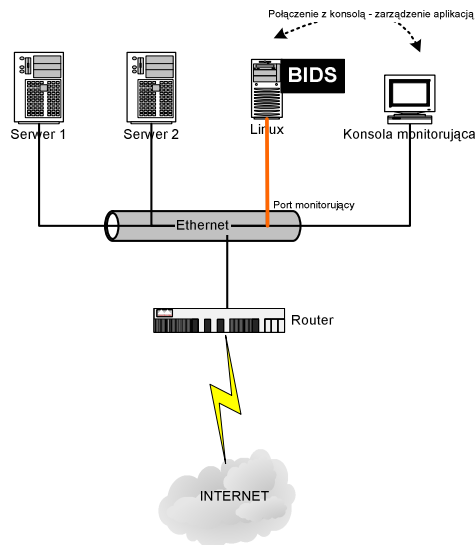 Połączenie z konsolą - zarządzenie aplikacją
BIDS
Serwer 1
Serwer 2
Linux
Konsola monitorująca
Port monitorujący
Ethernet
Router
INTERNET